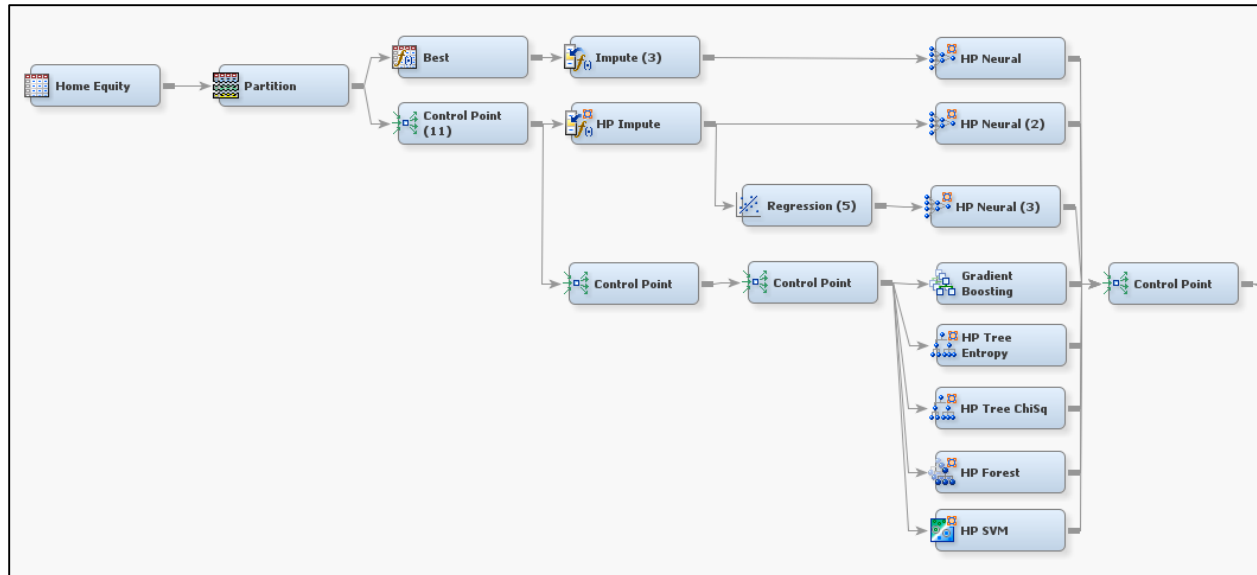 Home Equity
Partition
Best
Impute (3)
HP Neural
Control Point
(11)
HP Impute
HP Neural (2)
Regression (5)
HP Neural (3)
Control Point
Control Point
Gradient
Boosting
Control Point
HP Tree
Entropy
HP Tree ChiSq
HP Forest
HP SVM